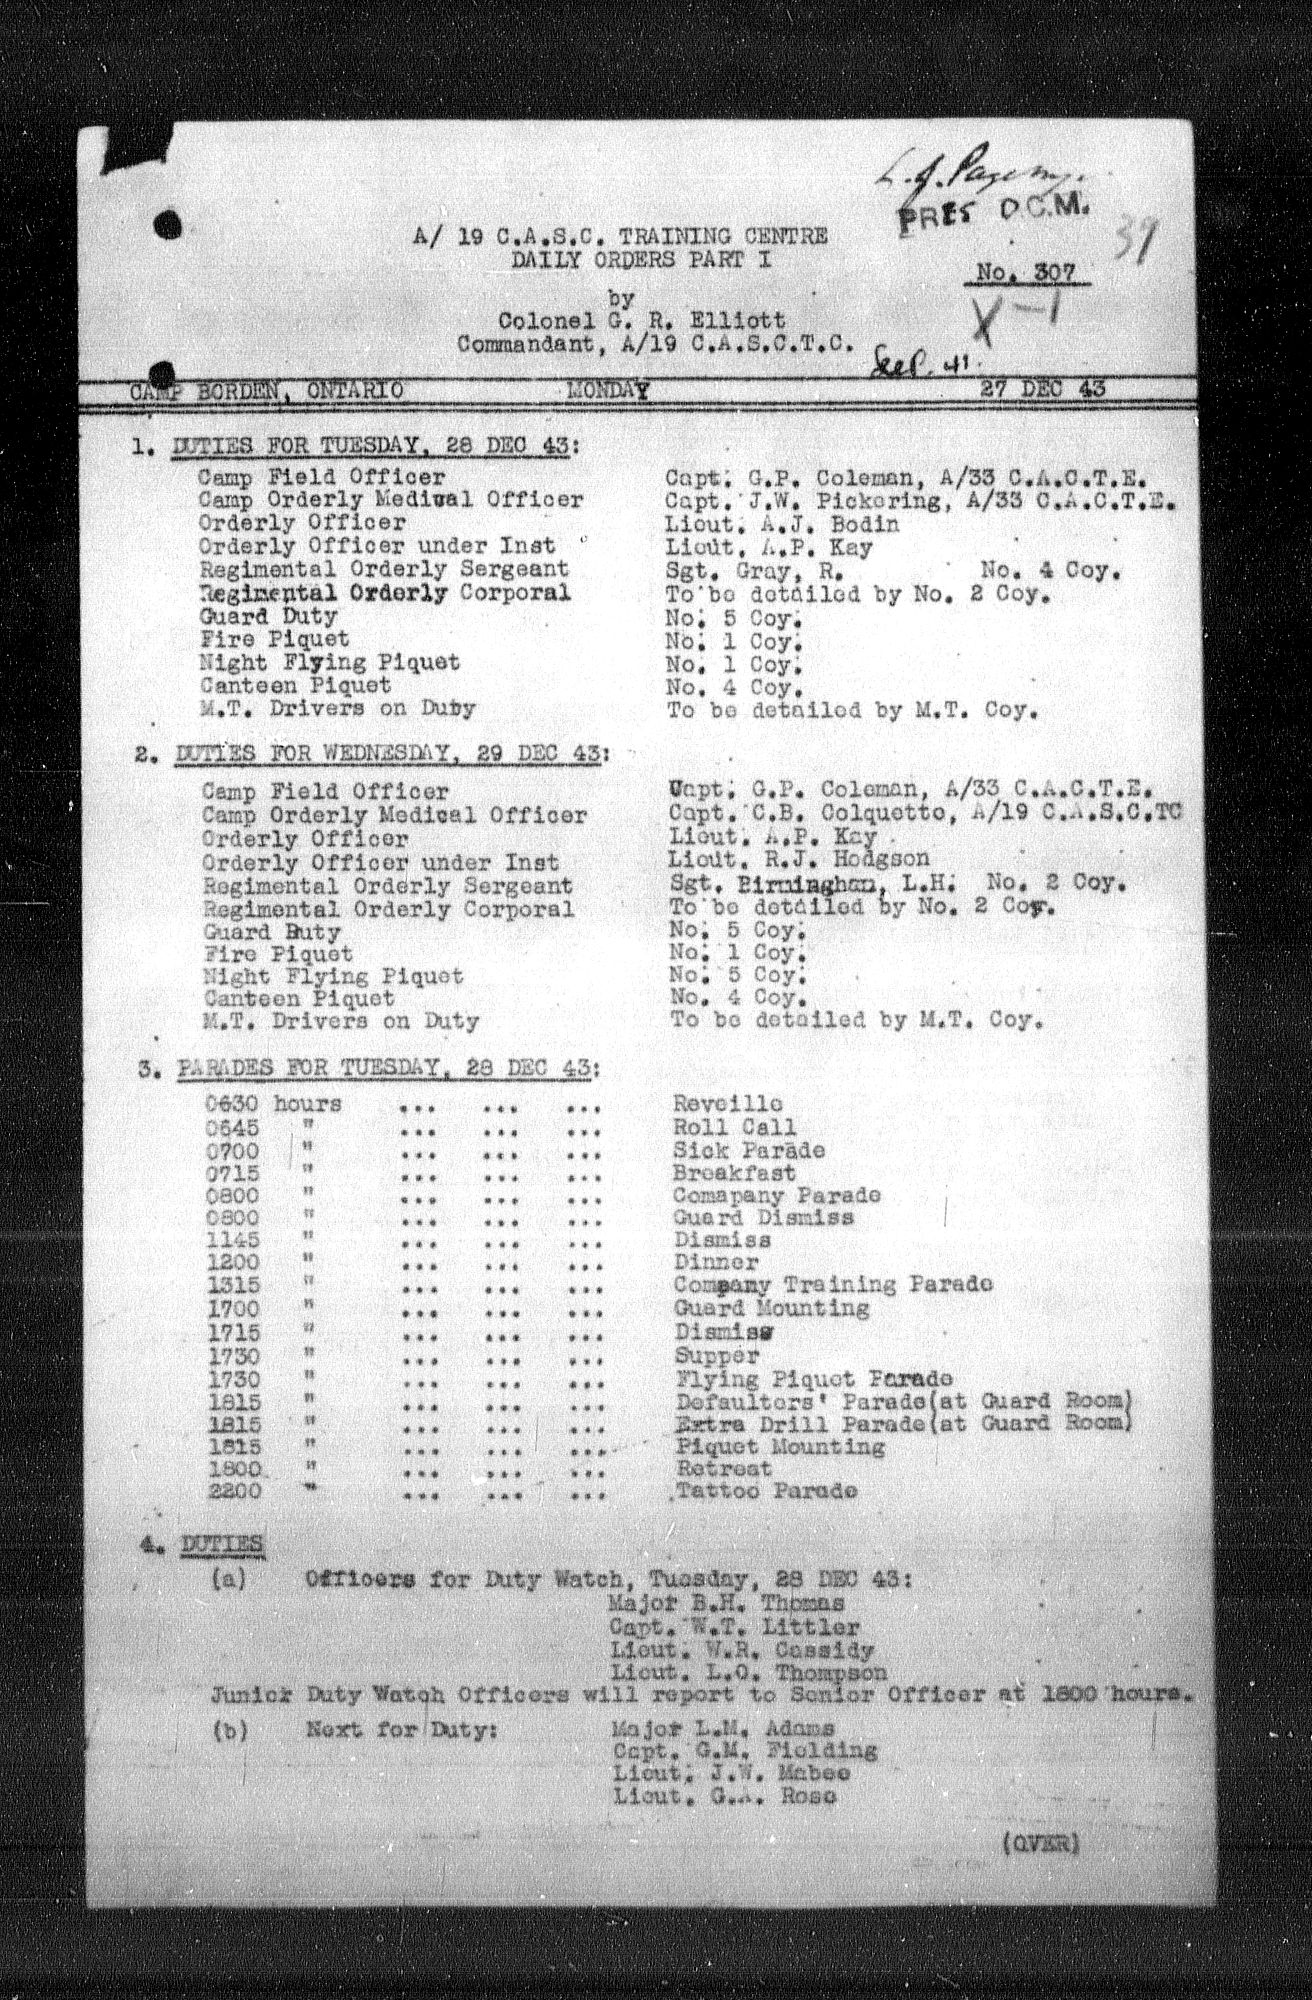 PRES D.C.M.
39
A/ 19 C.A.S.C. TRAINING CENTRE
DAILY ORDERS PART I
No. 307
by
X-1
Colonel G. R. Elliott
Commandant, A/19 C.A.S.C.T.C.
CAMP BORDEN, ONTARIO MONDAY 27 DEC 43
1. DUTIES FOR TUESDAY, 28 DEC 43:
Camp Field Officer Capt. G.P. Coleman, A/33 C.A.C.T.E.
Camp Orderly Medical Officer Capt. J.W. Pickering, A/33 C.A.C.T.E.
Orderly Officer Lieut. A.J. Bodin
Orderly Officer under Inst Lieut. A.P. Kay
Regimental Orderly Sergeant Sgt. Gray, R. No. 4 Coy.
Regimental Orderly Corporal To be detailed by No. 2 Coy.
Guard Duty No. 5 Coy.
Fire Piquet No. 1 Coy.
Night Flying Piquet No. 1 Coy.
Canteen Piquet No. 4 Coy.
M.T. Drivers on Duty To be detailed by M.T. Coy.
2. DUTIES FOR WEDNESDAY, 29 DEC 43:
Camp Field Officer Capt. G.P. Coleman, A/33 C.A.C.T.E.
Camp Orderly Medical Officer Capt. C.B. Colquette, A/19 C.A.S.C.TC
Orderly Officer Lieut. A.P. Kay
Orderly Officer under Inst Lieut. R.J. Hodgson
Regimental Orderly Sergeant Sgt. Birmingham, L.H. No. 2 Coy.
Regimental Orderly Corporal To be detailed by No. 2 Coy.
Guard Duty No. 5 Coy.
Fire Piquet No. 1 Coy.
Night Flying Piquet No. 5 Coy.
Canteen Piquet No. 4 Coy.
M.T. Drivers on Duty To be detailed by M.T. Coy.
3. PARADES FOR TUESDAY, 28 DEC 43:
0630 hours ... ... ... Reveille
0645 " ... ... ... Roll Call
0700 " ... ... ... Sick Parade
0715 " ... ... ... Breakfast
0800 " ... ... ... Comapany Parade
0800 " ... ... ... Guard Dismiss
1145 " ... ... ... Dismiss
1200 " ... ... ... Dinner
1315 " ... ... ... Company Training Parade
1700 " ... ... ... Guard Mounting
1715 " ... ... ... Dismiss
1730 " ... ... ... Supper
1730 " ... ... ... Flying Piquet Parade
1815 " ... ... ... Defaulters' Parade(at Guard Room)
1815 " ... ... ... Extra Drill Parade(at Guard Room)
1815 " ... ... ... Piquet Mounting
1800 " ... ... ... Retreat
2200 " ... ... ... Tattoo Parade
4. DUTIES
(a) Officers for Duty Watch, Tuesday, 28 DEC 43:
Major B.H. Thomas
Capt. W.T. Littler
Lieut. W.R. Cassidy
Lieut. L.O. Thompson
Junior Duty Watch Officers will report to Senior Officer at 1800 hours.
(b) Next for Duty: Major L.M. Adams
Capt. G.M. Fielding
Lieut. J.W. Mabee
Lieut. G.A. Rose
(OVER)